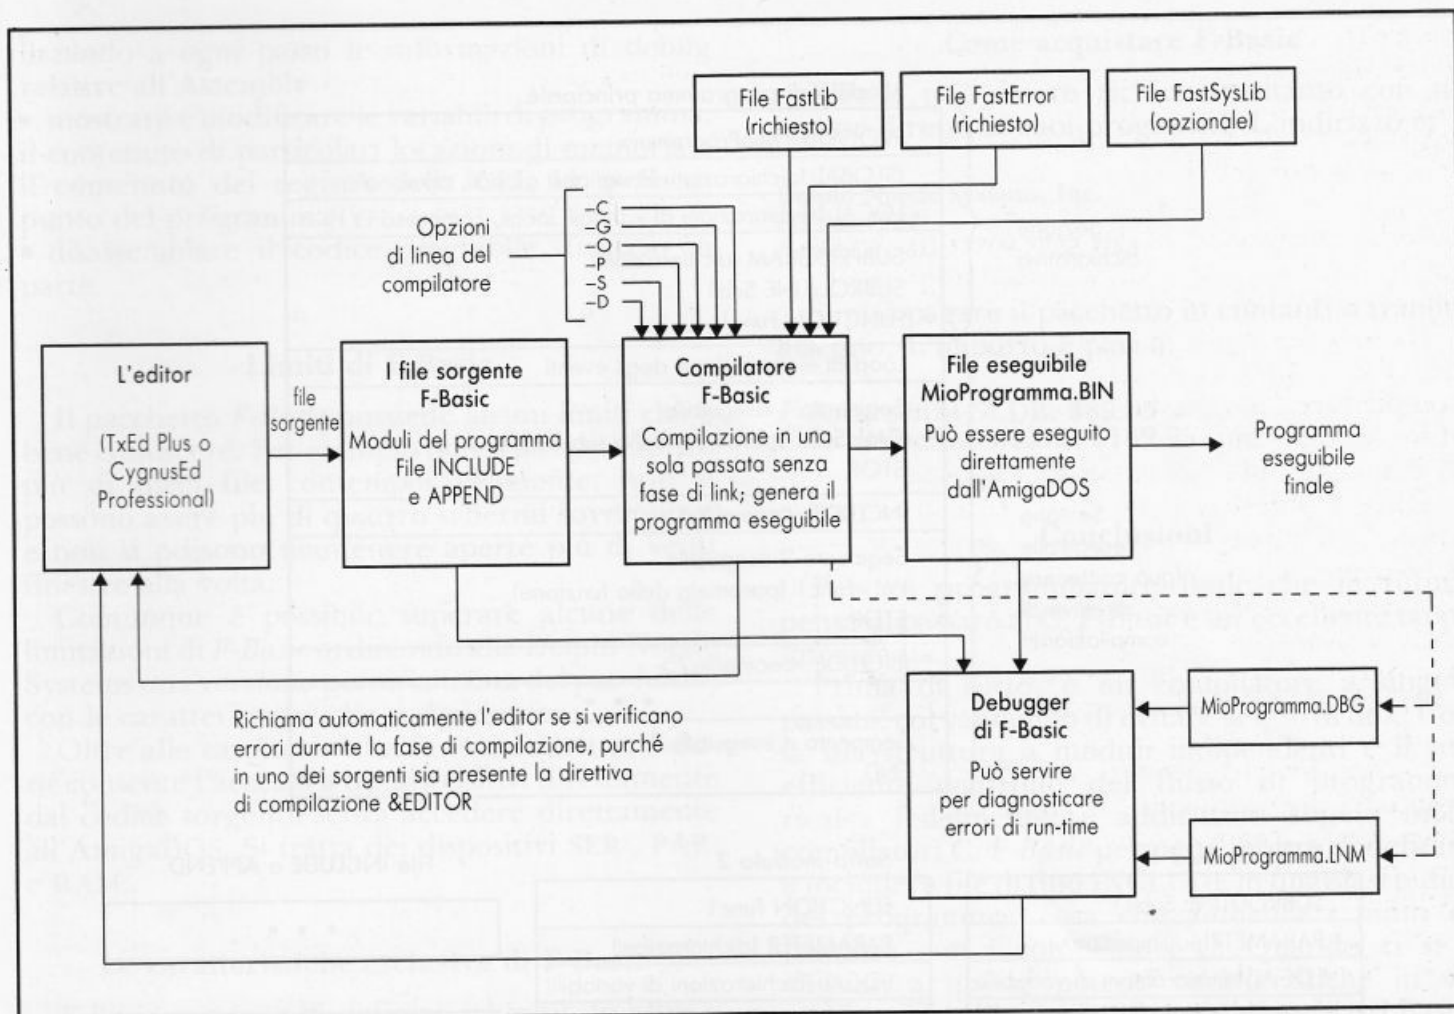 File FastLib
(richiesto)
File FastError
(richiesto)
File FastSysLib
(opzionale)
Opzioni
di linea del
compilatore
–C
–G
–O
–P
–S
–D
L'editor
(TxEd Plus o
CygnusEd
Professional)
file
sorgente
I file sorgente
F-Basic
Moduli del programma
File INCLUDE
e APPEND
Compilatore
F-Basic
Compilazione in una
sola passata senza
fase di link; genera il
programma eseguibile
File eseguibile
MioProgramma.BIN
Può essere eseguito
direttamente
dall'AmigaDOS
Programma
eseguibile
finale
Richiama automaticamente l'editor se si verificano
errori durante la fase di compilazione, purché
in uno dei sorgenti sia presente la direttiva
di compilazione &EDITOR
Debugger
di F-Basic
Può servire
per diagnosticare
errori di run-time
MioProgramma.DBG
MioProgramma.LNM